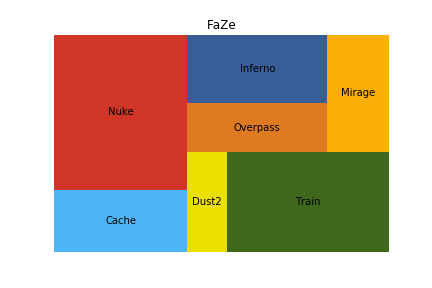 FaZe
Nuke
Inferno
Mirage
Overpass
Dust2
Train
Cache